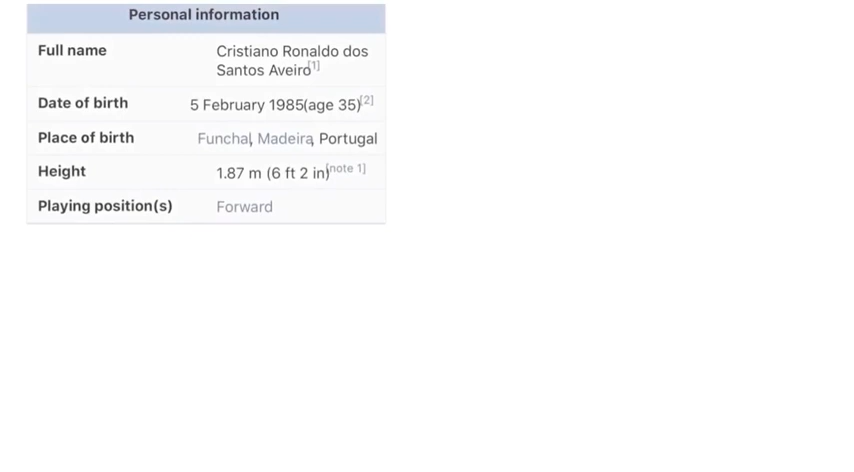 Personal information
Full name Cristiano Ronaldo dos
Santos Aveiro[1]
Date of birth 5 February 1985(age 35)[2]
Place of birth Funchal, Madeira, Portugal
Height 1.87 m (6 ft 2 in)[note 1]
Playing position(s) Forward